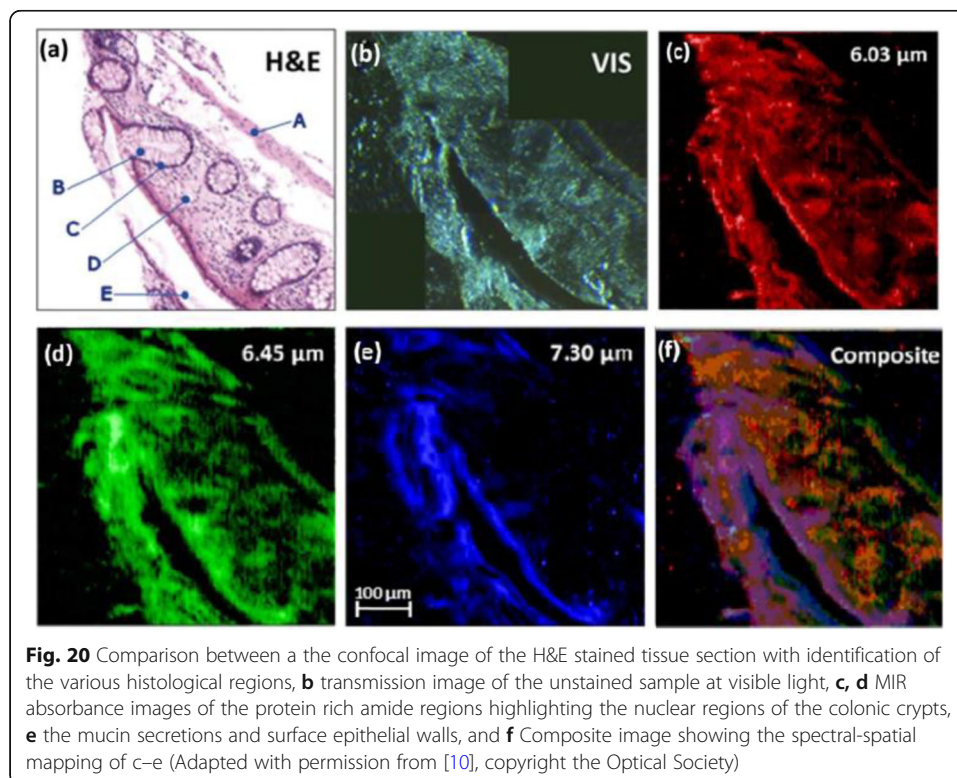 (a)
H&E
A
B
C
D
E
(b)
VIS
(c)
6.03 µm
(d)
6.45 µm
(e)
7.30 µm
100 µm
(f)
Composite
Fig. 20 Comparison between a the confocal image of the H&E stained tissue section with identification of
the various histological regions, b transmission image of the unstained sample at visible light, c, d MIR
absorbance images of the protein rich amide regions highlighting the nuclear regions of the colonic crypts,
e the mucin secretions and surface epithelial walls, and f Composite image showing the spectral-spatial
mapping of c–e (Adapted with permission from [10], copyright the Optical Society)